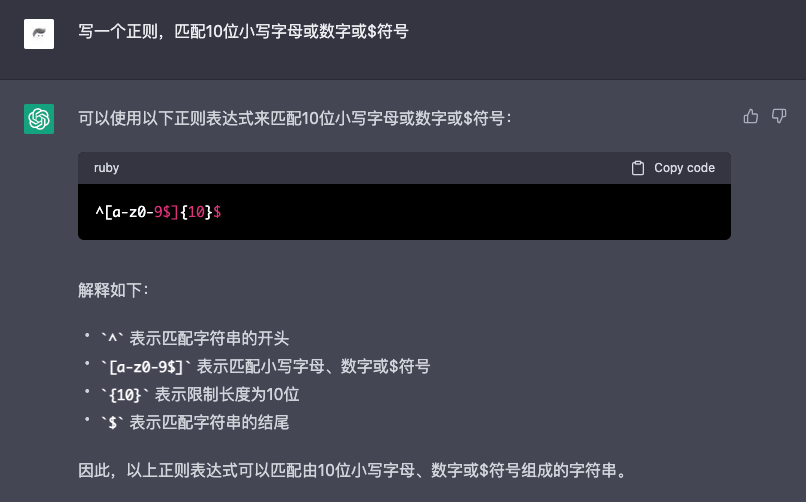 写一个正则，匹配10位小写字母或数字或$符号
可以使用以下正则表达式来匹配10位小写字母或数字或$符号：
ruby
Copy code
^[a-z0-9$]{10}$
解释如下：
• `^` 表示匹配字符串的开头
• `[a-z0-9$]` 表示匹配小写字母、数字或$符号
• `{10}` 表示限制长度为10位
• `$` 表示匹配字符串的结尾
因此，以上正则表达式可以匹配由10位小写字母、数字或$符号组成的字符串。